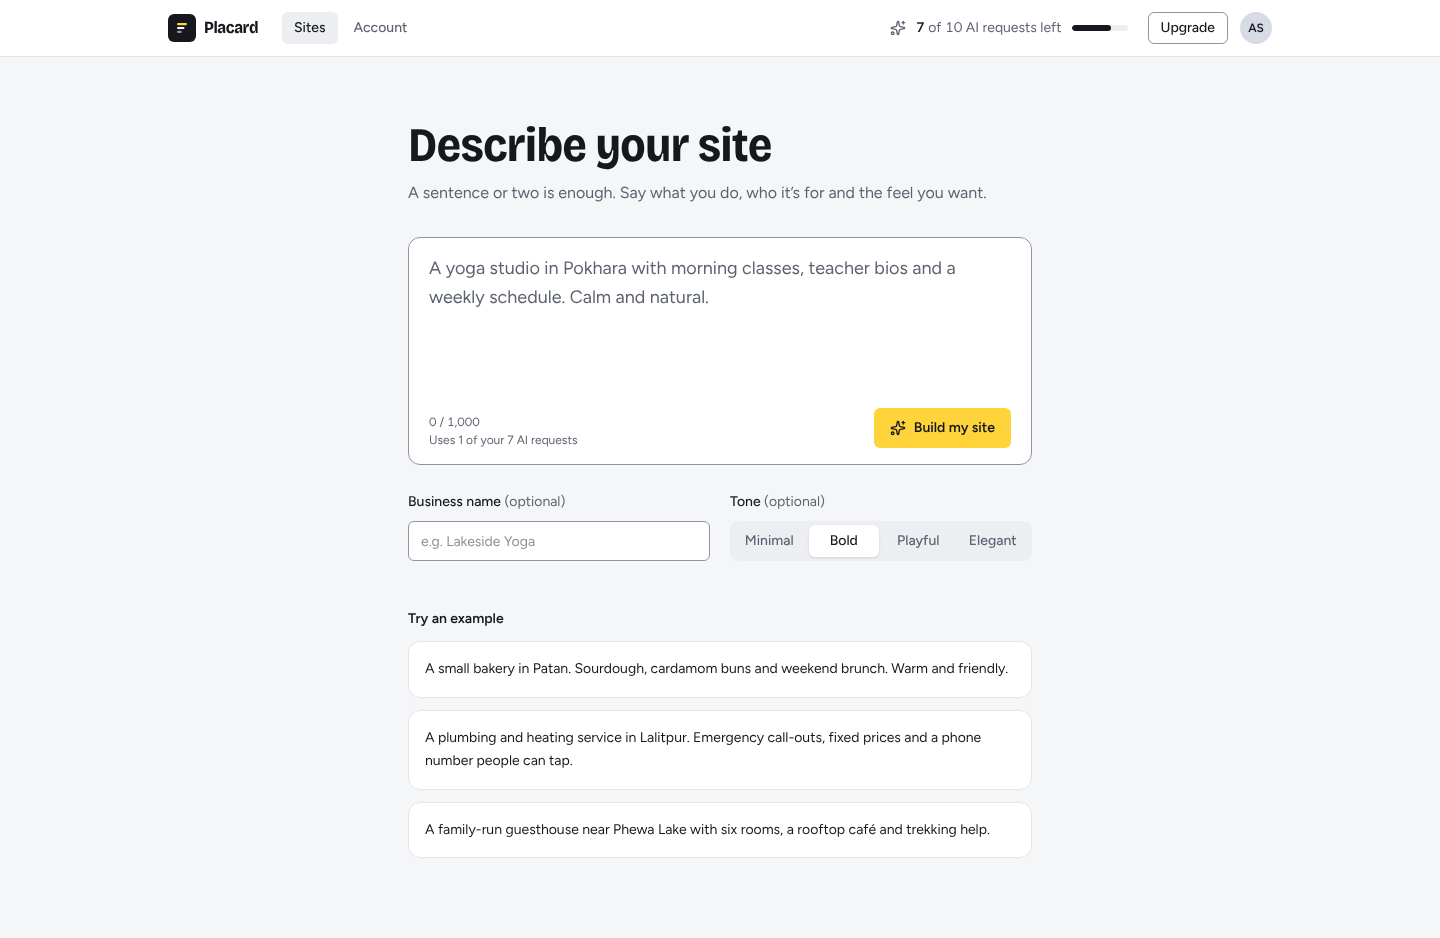 Placard
Sites
Account
7 of 10 AI requests left
Upgrade
AS
Describe your site
A sentence or two is enough. Say what you do, who it’s for and the feel you want.
A yoga studio in Pokhara with morning classes, teacher bios and a
weekly schedule. Calm and natural.
0 / 1,000
Uses 1 of your 7 AI requests
Build my site
Business name (optional)
e.g. Lakeside Yoga
Tone (optional)
Minimal
Bold
Playful
Elegant
Try an example
A small bakery in Patan. Sourdough, cardamom buns and weekend brunch. Warm and friendly.
A plumbing and heating service in Lalitpur. Emergency call-outs, fixed prices and a phone
number people can tap.
A family-run guesthouse near Phewa Lake with six rooms, a rooftop café and trekking help.